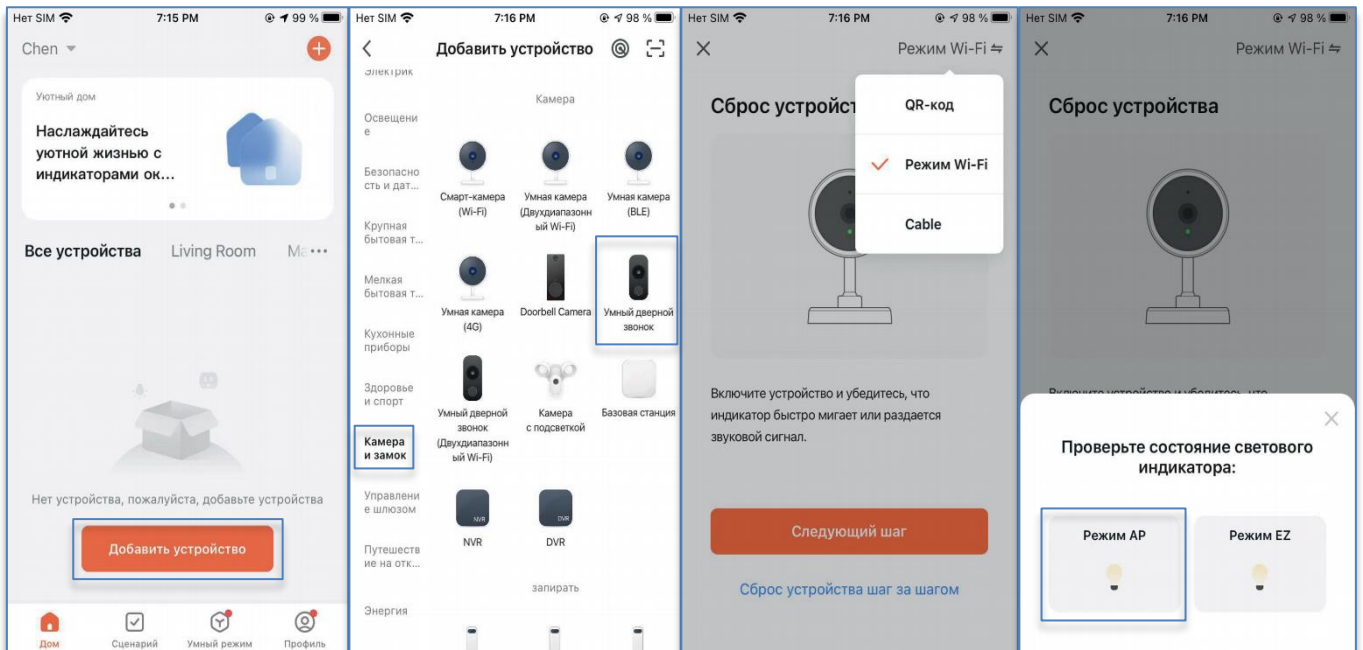 Нет SIM 7:15 PM 99 %
Chen
Уютный дом
Наслаждайтесь
уютной жизнью с
индикаторами ок...
Все устройства Living Room Ma
Нет устройства, пожалуйста, добавьте устройства
Добавить устройство
Дом Сценарий Умный режим Профиль
Нет SIM 7:16 PM 98 %
Добавить устройство
Электрик
Освещени
е
Безопасно
сть и дат...
Крупная
бытовая т...
Мелкая
бытовая т...
Кухонные
приборы
Здоровье
и спорт
Камера
и замок
Управлени
е шлюзом
Путешеств
ие на отк...
Энергия
Камера
Смарт-камера
(Wi-Fi)
Умная камера
(Двухдиапазонн
ый Wi-Fi)
Умная камера
(BLE)
Умная камера
(4G)
Doorbell Camera
Умный дверной
звонок
Умный дверной
звонок
(Двухдиапазонн
ый Wi-Fi)
Камера
с подсветкой
Базовая станция
NVR
NVR
DVR
DVR
запирать
Нет SIM 7:16 PM 98 %
Режим Wi-Fi
Сброс устройст
QR-код
Режим Wi-Fi
Cable
Включите устройство и убедитесь, что
индикатор быстро мигает или раздается
звуковой сигнал.
Следующий шаг
Сброс устройства шаг за шагом
Нет SIM 7:16 PM 98 %
Режим Wi-Fi
Сброс устройства
Включите устройство и убедитесь, что
Проверьте состояние светового
индикатора:
Режим AP Режим EZ